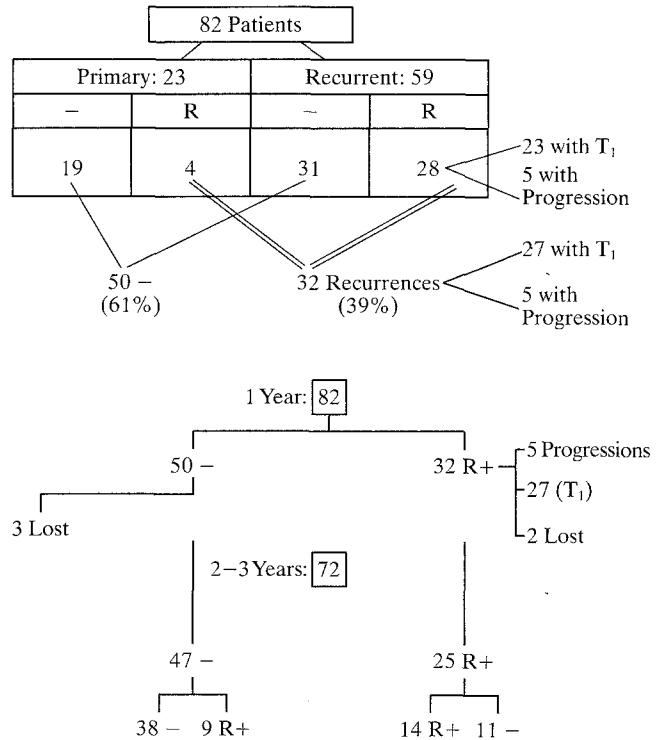 82 Patients
Primary: 23 Recurrent: 59
– R – R
19 4 31 28
23 with T₁
5 with
Progression
50 – 32 Recurrences
(61%) (39%)
27 with T₁
5 with
Progression
1 Year: 82
50 – 32 R+
5 Progressions
27 (T₁)
3 Lost
2 Lost
2–3 Years: 72
47 – 25 R+
38 – 9 R+ 14 R+ 11 –